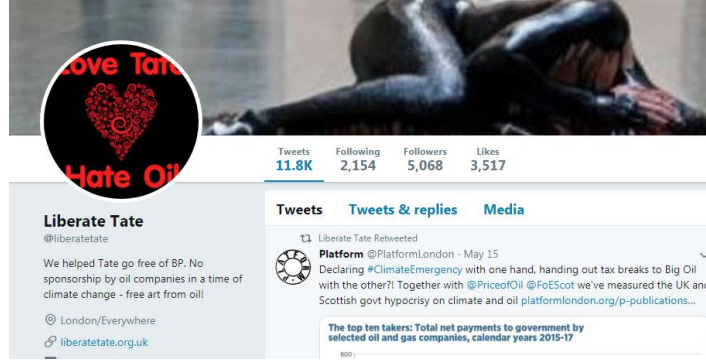 Love Tate
Hate Oil
Tweets Following Followers Likes
11.8K 2,154 5,068 3,517
Liberate Tate
@liberatetate
We helped Tate go free of BP. No
sponsorship by oil companies in a time of
climate change - free art from oil!
London/Everywhere
liberatetate.org.uk
Tweets Tweets & replies Media
Liberate Tate Retweeted
PLATFORM
Platform @PlatformLondon · May 15
Declaring #ClimateEmergency with one hand, handing out tax breaks to Big Oil
with the other?! Together with @PriceofOil @FoEScot we've measured the UK and
Scottish govt hypocrisy on climate and oil platformlondon.org/p-publications...
The top ten takers: Total net payments to government by
selected oil and gas companies, calendar years 2015-17
800